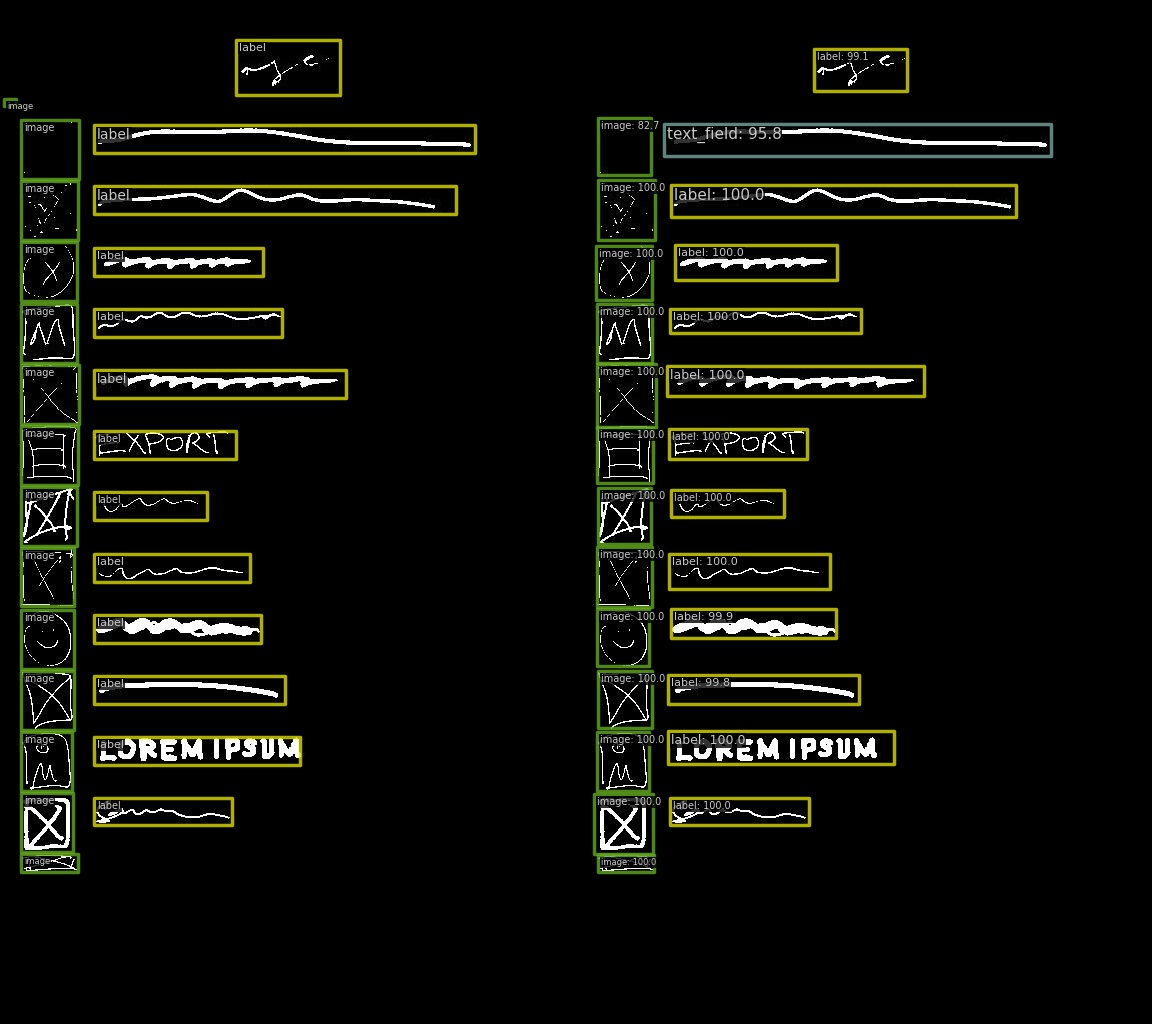 label label: 99.1
image
image label image: 82.7 text_field: 95.8
image label image: 100.0 label: 100.0
image label image: 100.0 label: 100.0
image label image: 100.0 label: 100.0
M M
image label image: 100.0 label: 100.0
image label image: 100.0 label: 100.0
EXPORT EXPORT
image label image: 100.0 label: 100.0
image label image: 100.0 label: 100.0
image label image: 100.0 label: 99.9
image label image: 100.0 label: 99.8
image label image: 100.0 label: 100.0
LOREM IPSUM LOREM IPSUM
image label image: 100.0 label: 100.0
image image: 100.0